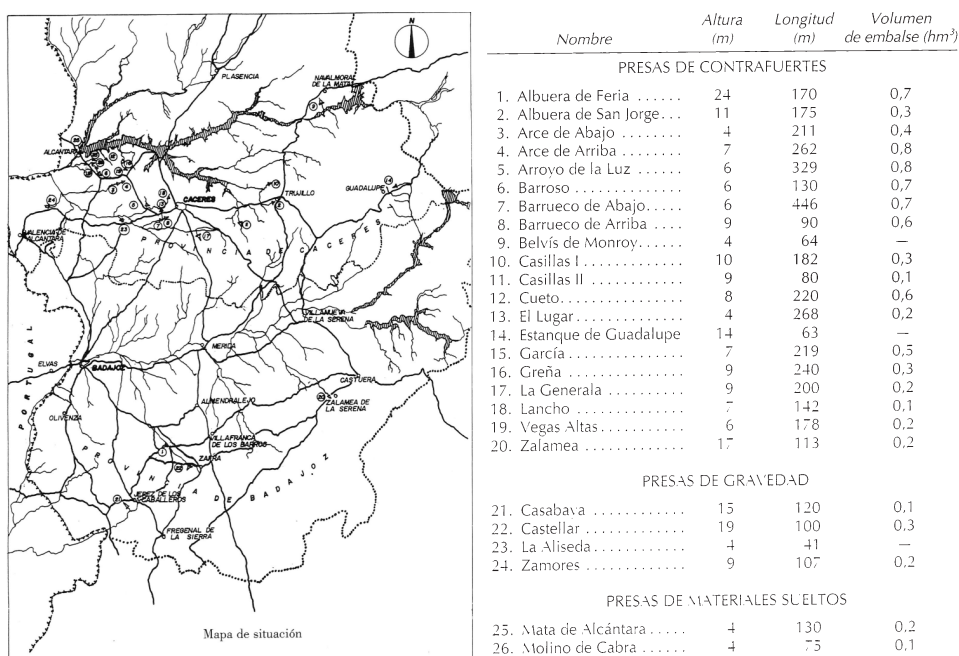 N
PLASENCIA
NAVALMORAL
DE LA MATA
ALCANTARA
CACERES
TRUJILLO
GUADALUPE
VALENCIA DE
ALCANTARA
PROVINCIA DE CACERES
VILLANUEVA
DE LA SERENA
PORTUGAL
MERIDA
ELVAS
BADAJOZ
CASTUERA
ALMENDRALEJO
ZALAMEA DE
LA SERENA
OLIVENZA
VILLAFRANCA
DE LOS BARROS
ZAFRA
PROVINCIA DE BADAJOZ
JEREZ DE LOS
CABALLEROS
FREGENAL DE
LA SIERRA
Mapa de situación
Altura Longitud Volumen
Nombre (m) (m) de embalse (hm³)
PRESAS DE CONTRAFUERTES
1. Albuera de Feria ...... 24 170 0,7
2. Albuera de San Jorge... 11 175 0,3
3. Arce de Abajo ........ 4 211 0,4
4. Arce de Arriba ........ 7 262 0,8
5. Arroyo de la Luz ...... 6 329 0,8
6. Barroso .............. 6 130 0,7
7. Barrueco de Abajo..... 6 446 0,7
8. Barrueco de Arriba .... 9 90 0,6
9. Belvís de Monroy...... 4 64 —
10. Casillas I ............. 10 182 0,3
11. Casillas II ............ 9 80 0,1
12. Cueto................ 8 220 0,6
13. El Lugar.............. 4 268 0,2
14. Estanque de Guadalupe 14 63 —
15. García ............... 7 219 0,5
16. Greña ............... 9 240 0,3
17. La Generala .......... 9 200 0,2
18. Lancho .............. 7 142 0,1
19. Vegas Altas........... 6 178 0,2
20. Zalamea ............. 17 113 0,2
PRESAS DE GRAVEDAD
21. Casabaya ............ 15 120 0,1
22. Castellar ............. 19 100 0,3
23. La Aliseda............ 4 41 —
24. Zamores ............. 9 107 0,2
PRESAS DE MATERIALES SUELTOS
25. Mata de Alcántara ..... 4 130 0,2
26. Molino de Cabra ...... 4 75 0,1